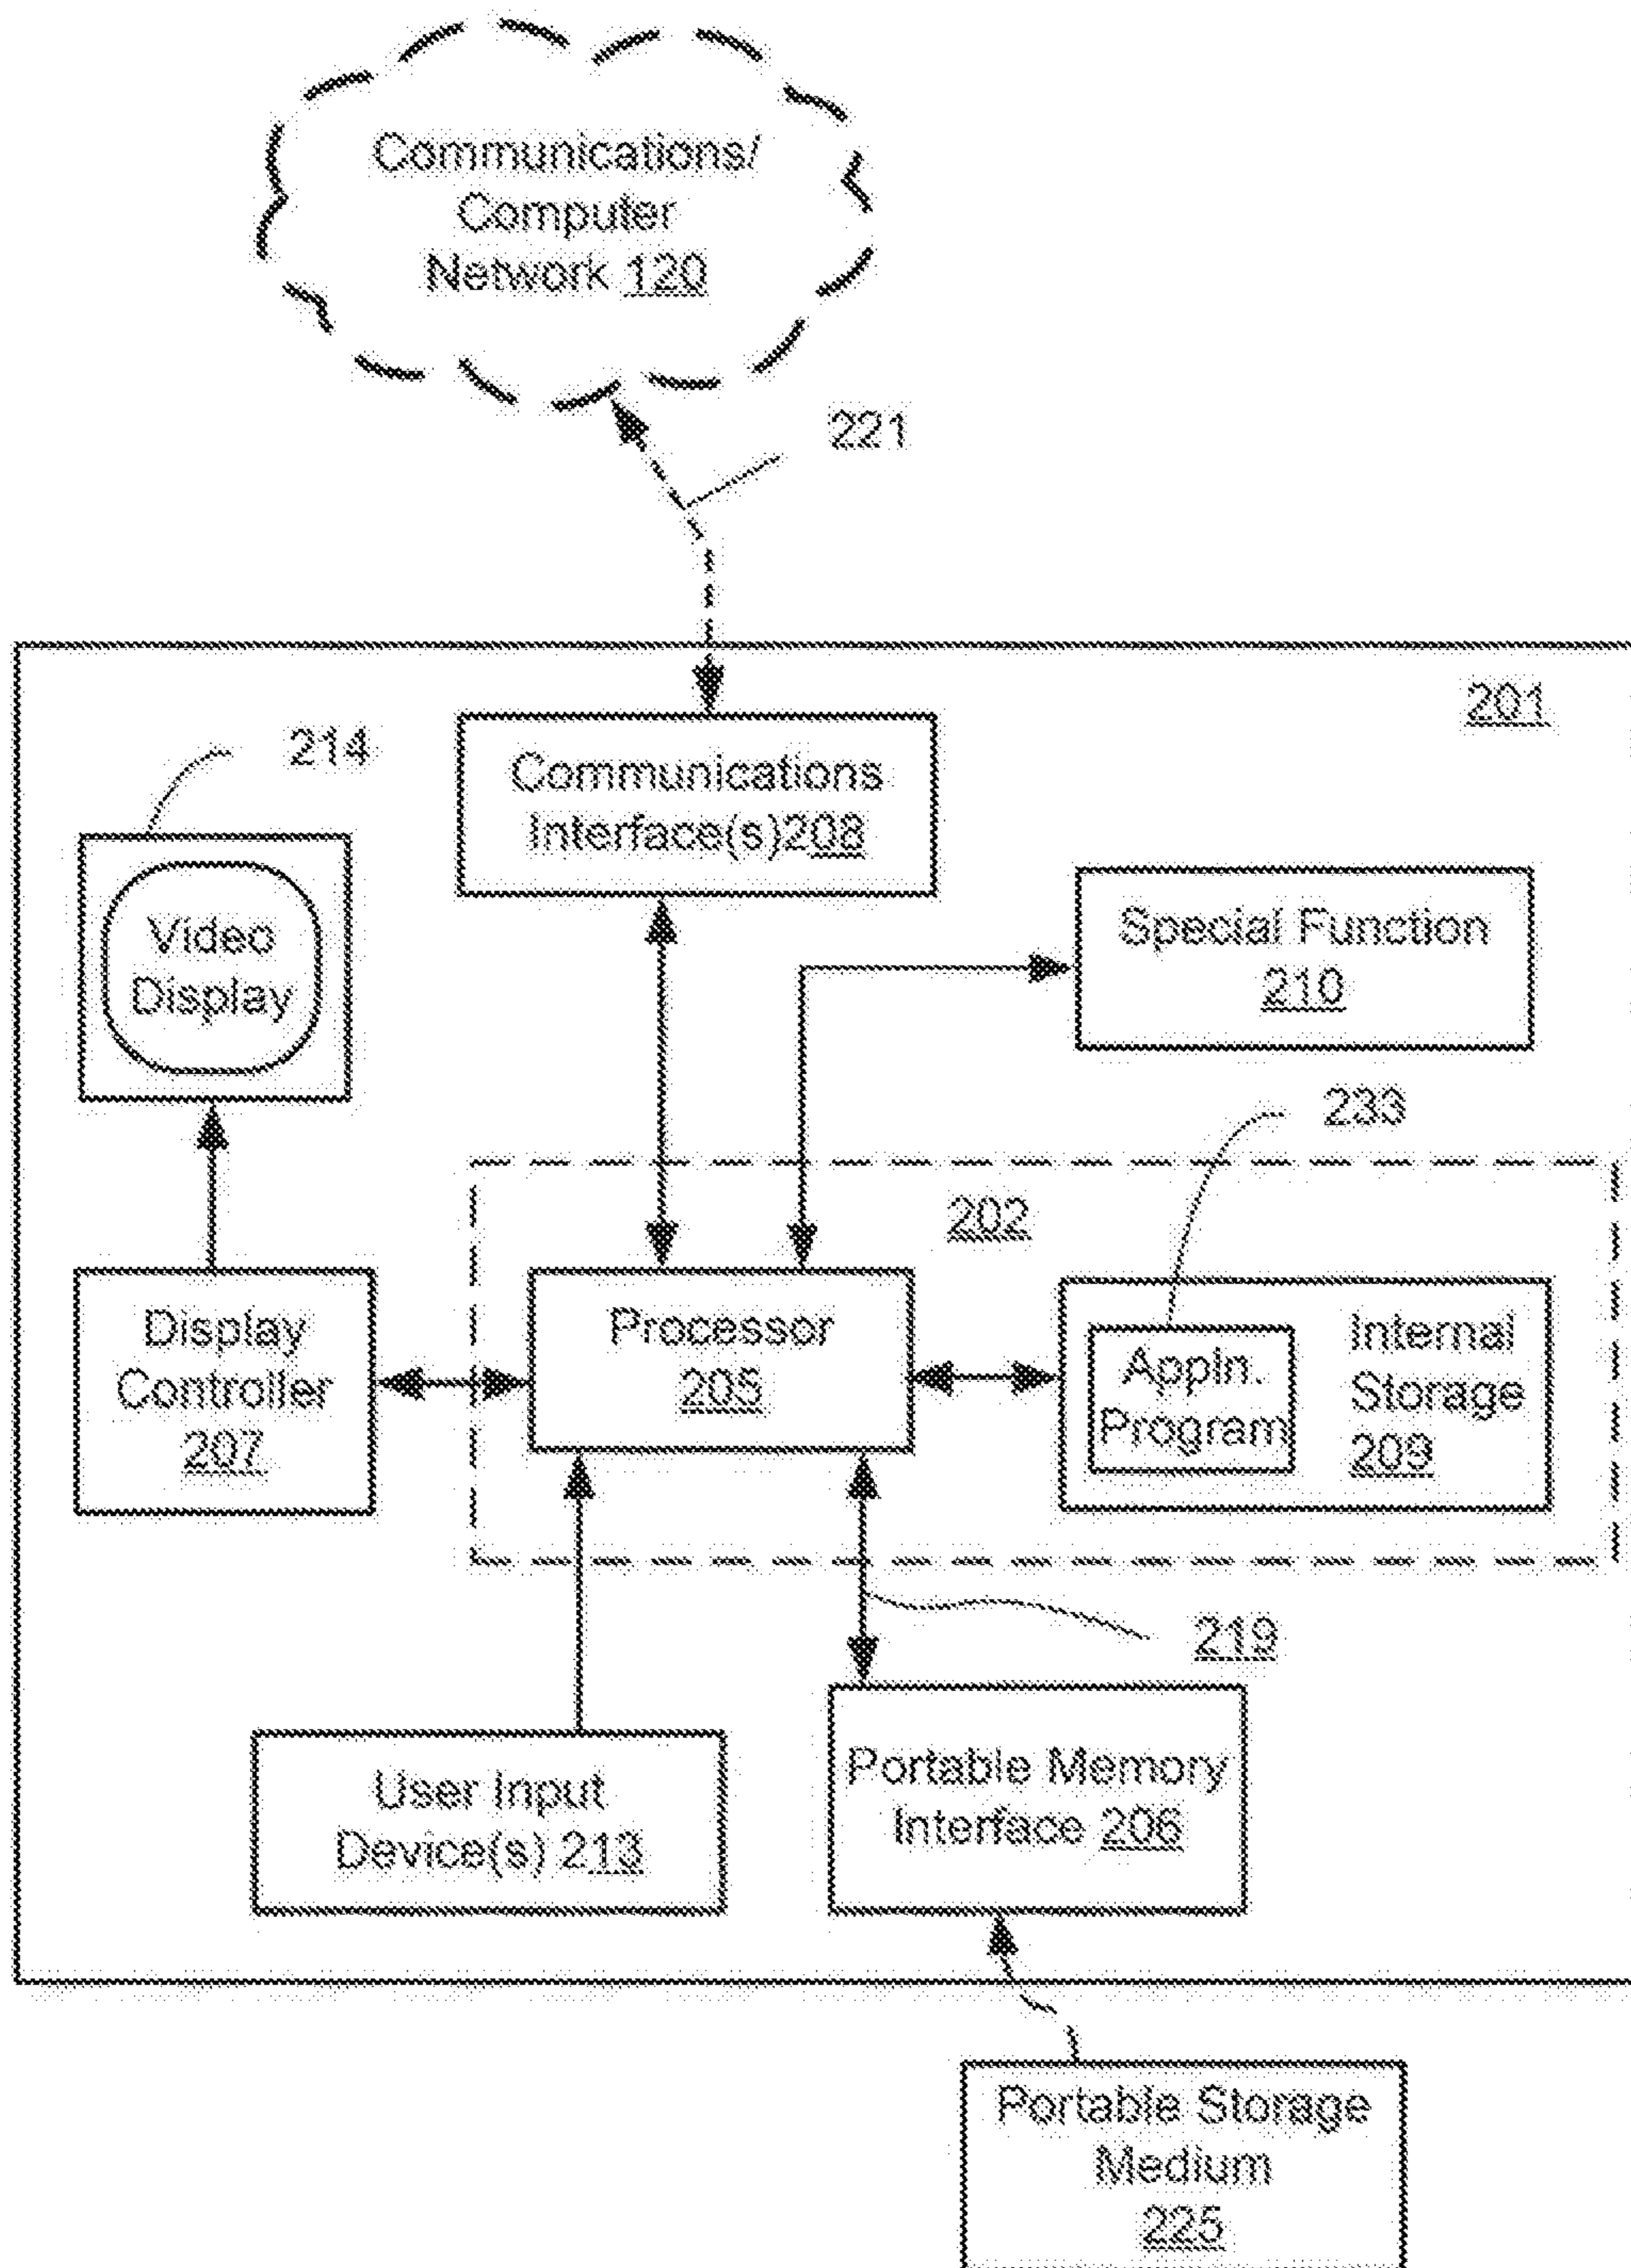 Communications/
Computer
Network 120
221
201
214
Communications
Interface(s)208
Video
Display
Special Function
210
233
202
Display
Controller
207
Processor
205
Appln.
Program
Internal
Storage
209
219
User Input
Device(s) 213
Portable Memory
Interface 206
Portable Storage
Medium
225